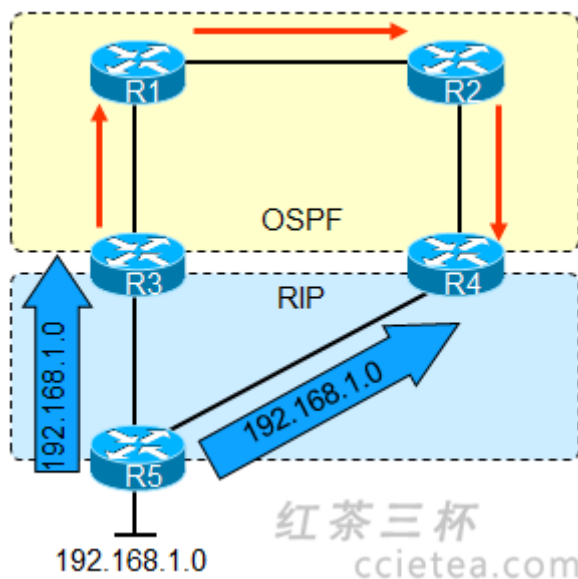 R1
R2
OSPF
R3
R4
RIP
192.168.1.0
192.168.1.0
R5
192.168.1.0
红茶三杯
ccietea.com